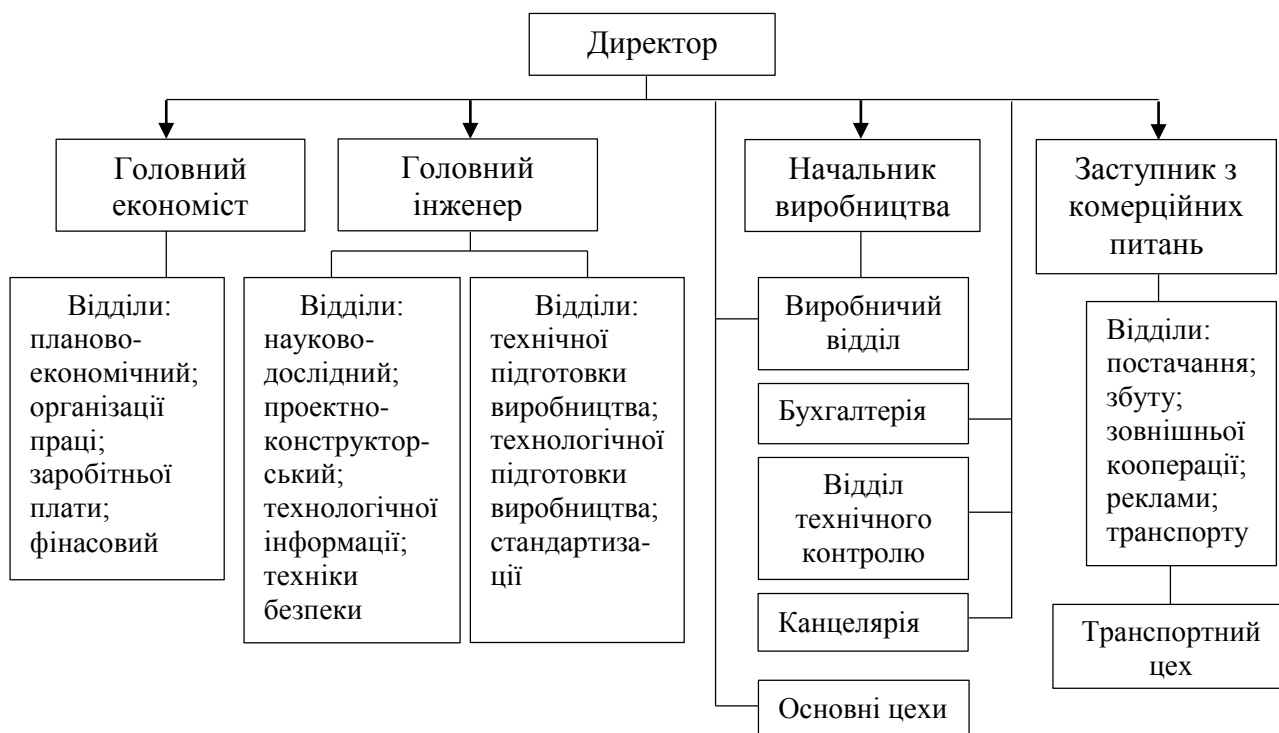 Директор
Головний
економіст
Головний
інженер
Начальник
виробництва
Заступник з
комерційних
питань
Відділи:
планово-
економічний;
організації
праці;
заробітньої
плати;
фінасовий
Відділи:
науково-
дослідний;
проектно-
конструктор-
ський;
технологічної
інформації;
техніки
безпеки
Відділи:
технічної
підготовки
виробництва;
технологічної
підготовки
виробництва;
стандартиза-
ції
Виробничий
відділ
Бухгалтерія
Відділ
технічного
контролю
Канцелярія
Основні цехи
Відділи:
постачання;
збуту;
зовнішньої
кооперації;
реклами;
транспорту
Транспортний
цех